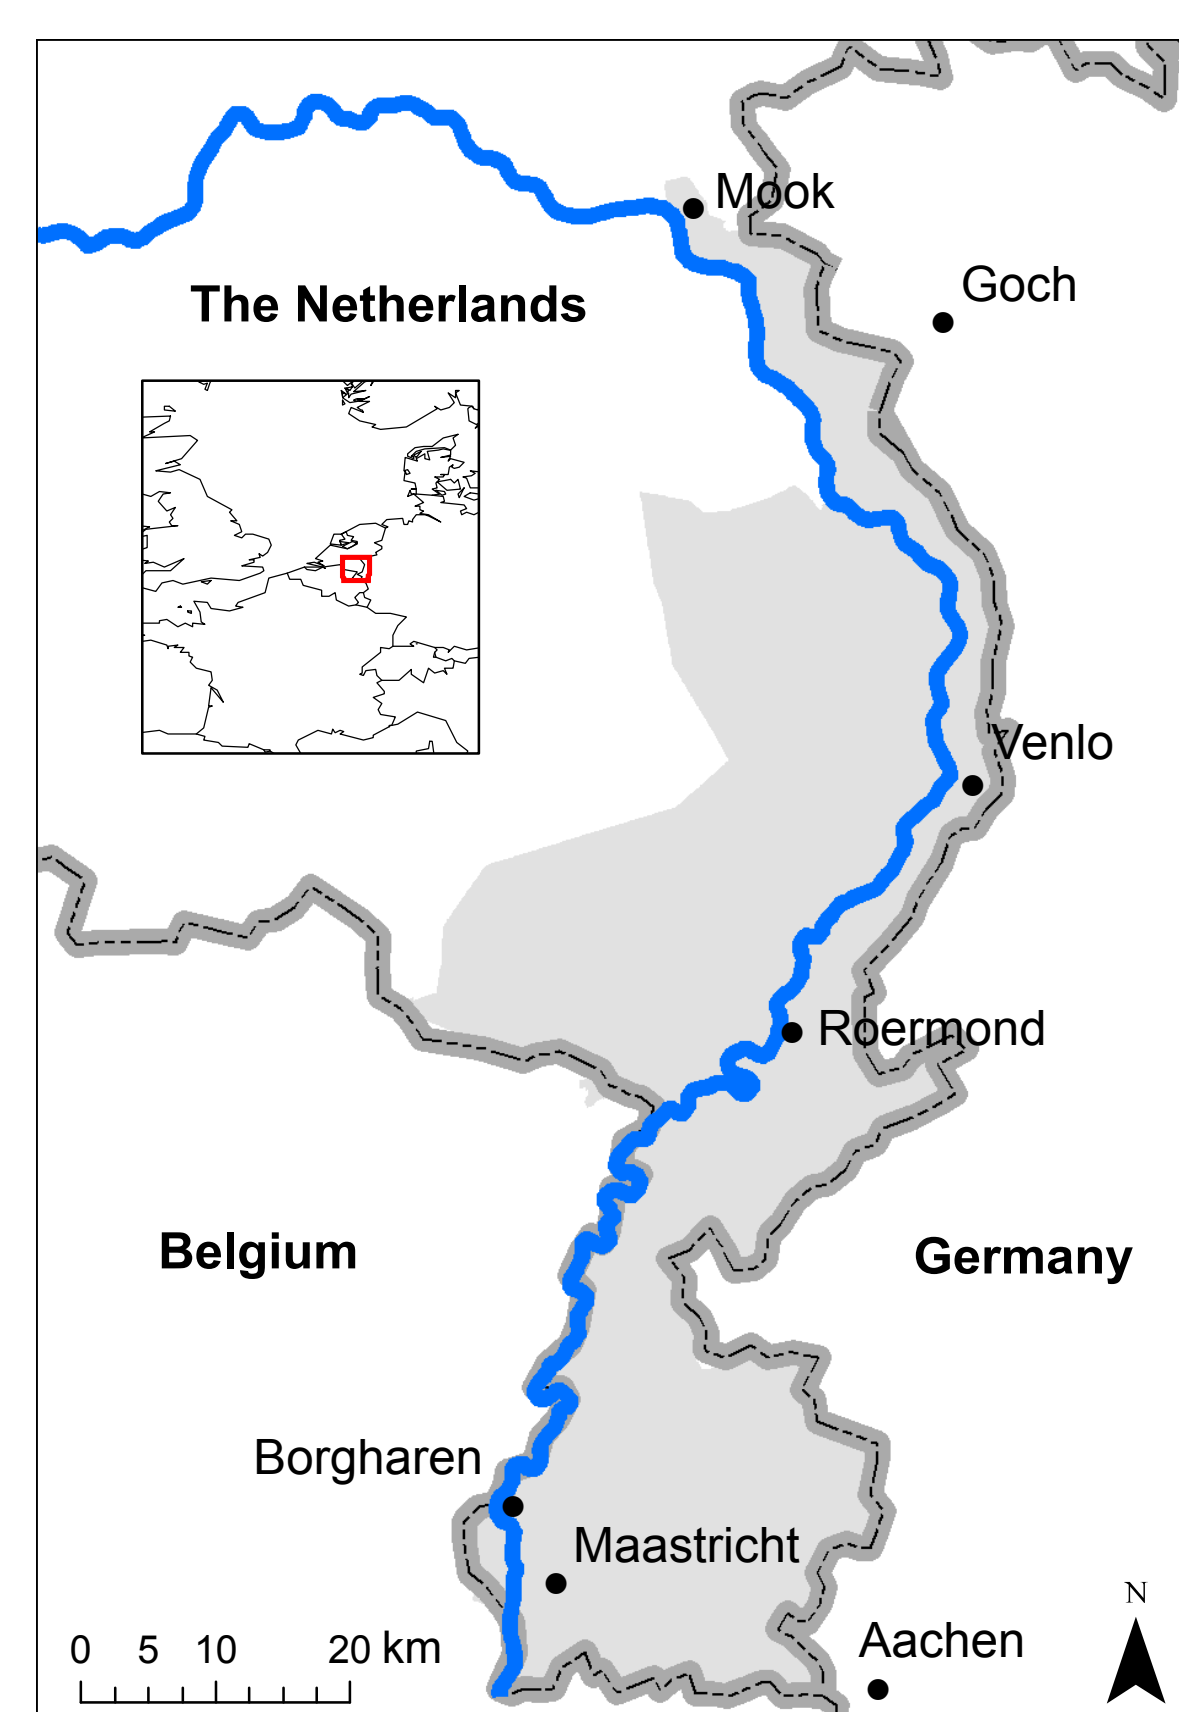 Mook
Goch
The Netherlands
Venlo
Roermond
Belgium
Germany
Borgharen
Maastricht
N
Aachen
0 5 10 20 km